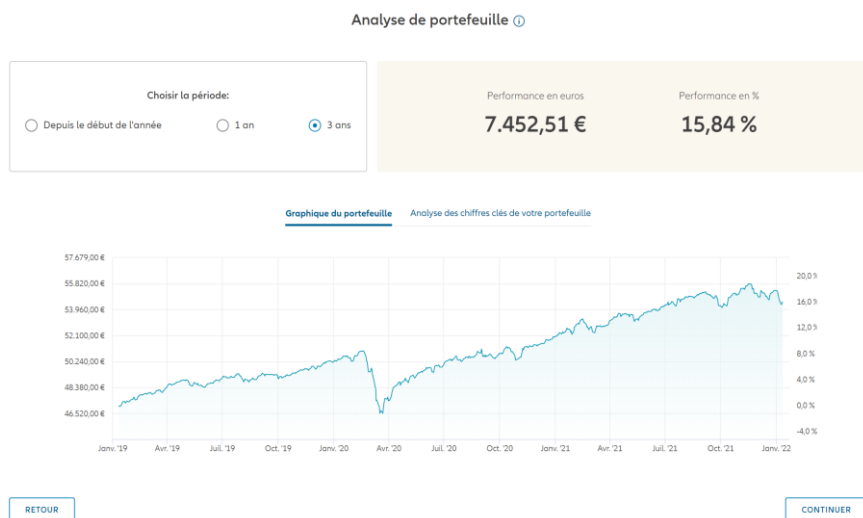 Analyse de portefeuille
Choisir la période:
Depuis le début de l'année
1 an
3 ans
Performance en euros
7.452,51 €
Performance en %
15,84 %
Graphique du portefeuille
Analyse des chiffres clés de votre portefeuille
57.679,00 €
55.820,00 €
53.960,00 €
52.100,00 €
50.240,00 €
48.380,00 €
46.520,00 €
20,0 %
16,0 %
12,0 %
8,0 %
4,0 %
0,0 %
-4,0 %
Janv. '19 Avr. '19 Juil. '19 Oct. '19 Janv. '20 Avr. '20 Juil. '20 Oct. '20 Janv. '21 Avr. '21 Juil. '21 Oct. '21 Janv. '22
RETOUR
CONTINUER